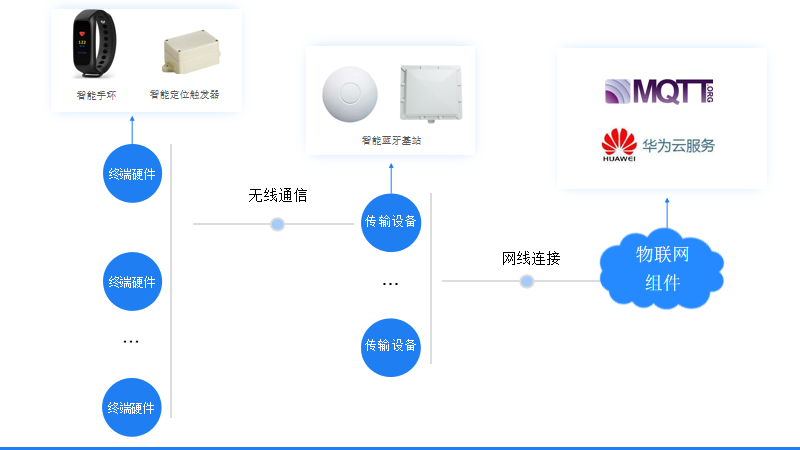 智能手环
智能定位触发器
智能蓝牙基站
MQTT.ORG
HUAWEI
华为云服务
终端硬件
无线通信
传输设备
网线连接
物联网
组件
终端硬件
...
...
传输设备
终端硬件